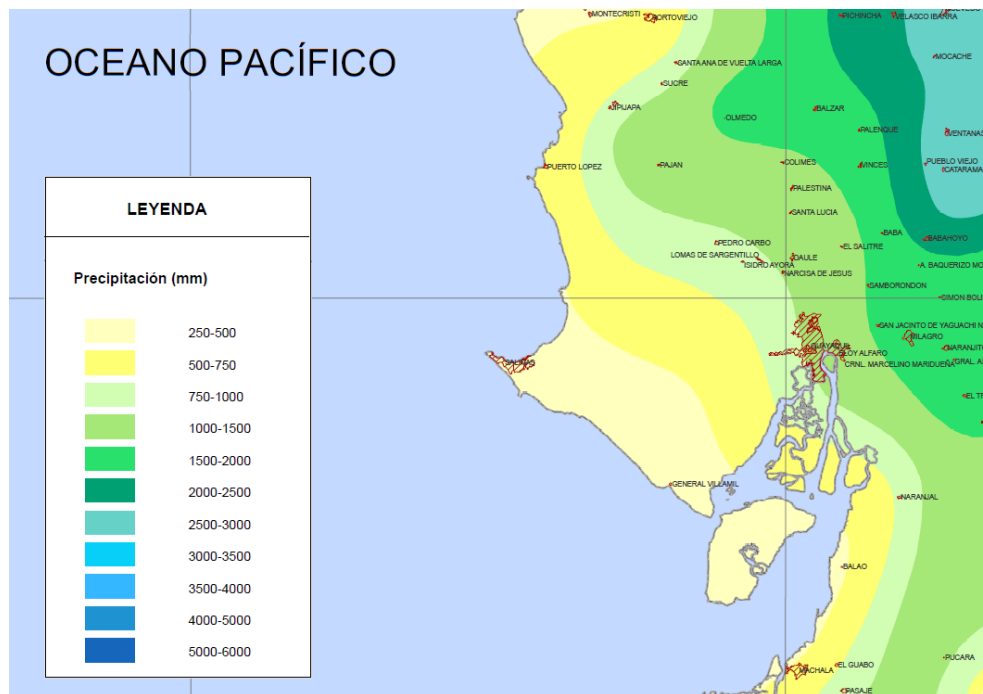 OCEANO PACÍFICO
LEYENDA
Precipitación (mm)
250-500
500-750
750-1000
1000-1500
1500-2000
2000-2500
2500-3000
3000-3500
3500-4000
4000-5000
5000-6000
MONTECRISTI
PORTOVIEJO
PICHINCHA
VELASCO IBARRA
SANTA ANA DE VUELTA LARGA
MOCACHE
SUCRE
JIPIJAPA
OLMEDO
BALZAR
PALENQUE
VENTANAS
PUERTO LOPEZ
PAJAN
COLIMES
VINCES
PUEBLO VIEJO
CATARAMA
PALESTINA
SANTA LUCIA
BABA
BABAHOYO
PEDRO CARBO
EL SALITRE
LOMAS DE SARGENTILLO
ISIDRO AYORA
DAULE
NARCISA DE JESUS
A. BAQUERIZO MO
SAMBORONDON
SIMON BOLI
SAN JACINTO DE YAGUACHI N
MILAGRO
NARANJITO
GUAYAQUIL
ELOY ALFARO
CRNL. MARCELINO MARIDUEÑA
GRAL. A
SALINAS
EL TR
GENERAL VILLAMIL
NARANJAL
BALAO
MACHALA
EL GUABO
PUCARA
PASAJE